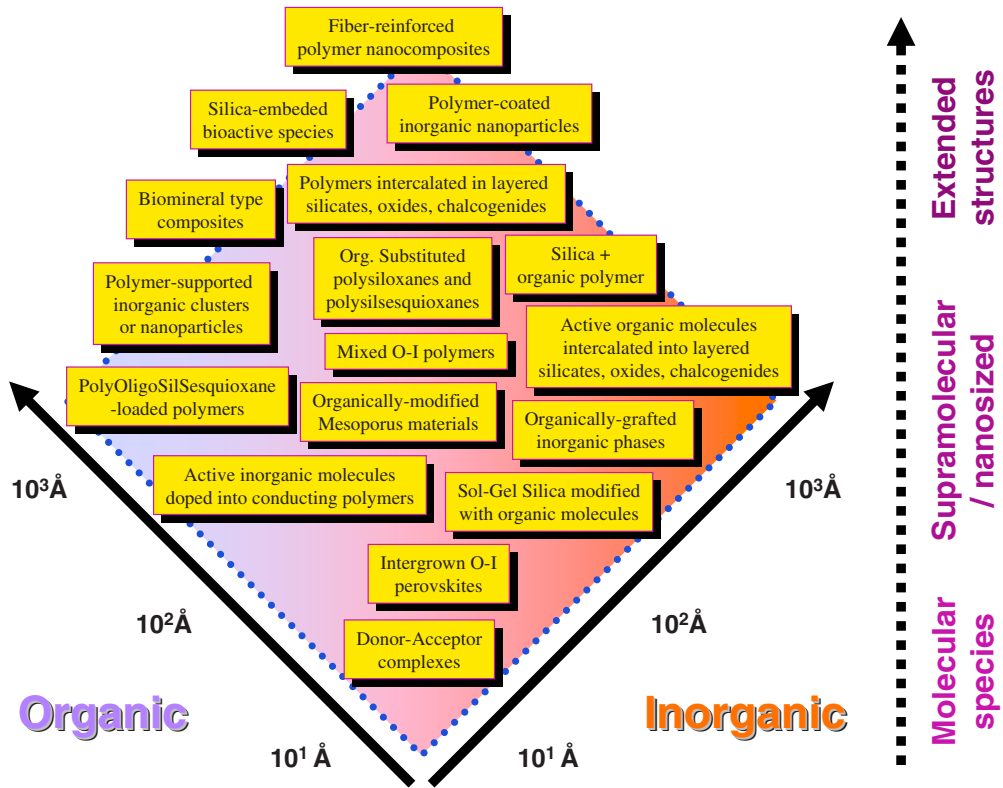 Fiber-reinforced
polymer nanocomposites
Silica-embeded
bioactive species
Polymer-coated
inorganic nanoparticles
Biomineral type
composites
Polymers intercalated in layered
silicates, oxides, chalcogenides
Polymer-supported
inorganic clusters
or nanoparticles
Org. Substituted
polysiloxanes and
polysilsesquioxanes
Silica +
organic polymer
Mixed O-I polymers
Active organic molecules
intercalated into layered
silicates, oxides, chalcogenides
PolyOligoSilSesquioxane
-loaded polymers
Organically-modified
Mesoporus materials
Organically-grafted
inorganic phases
Active inorganic molecules
doped into conducting polymers
Sol-Gel Silica modified
with organic molecules
Intergrown O-I
perovskites
Donor-Acceptor
complexes
10³Å
10²Å
10¹ Å
Organic
10³Å
10²Å
10¹ Å
Inorganic
Extended
structures
Supramolecular
/ nanosized
Molecular
species